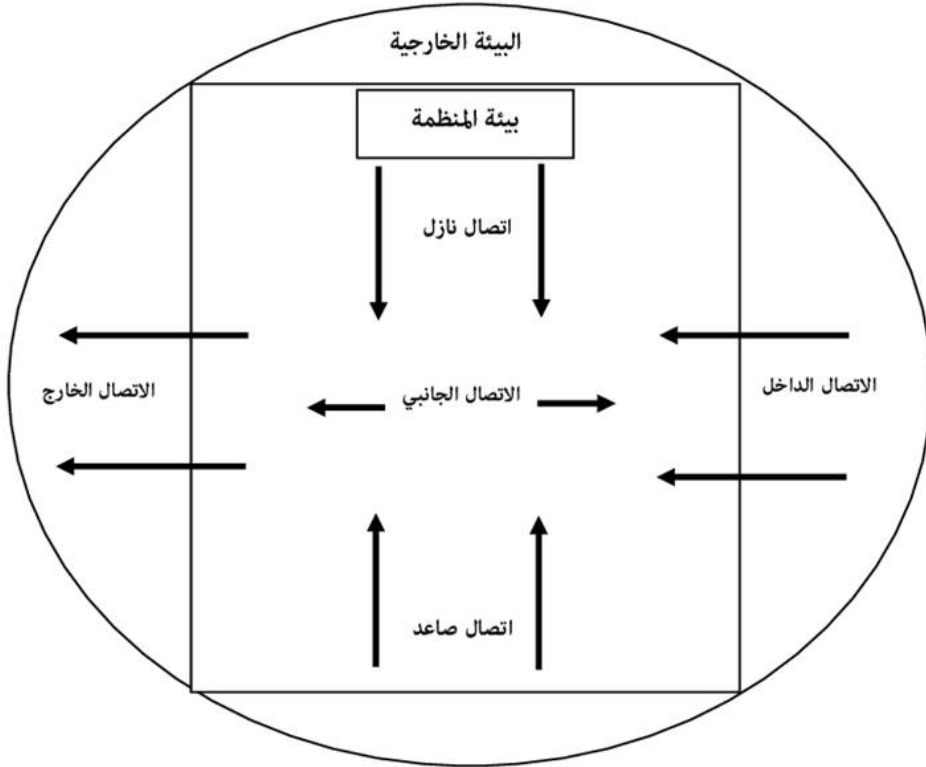 البيئة الخارجية
بيئة المنظمة
اتصال نازل
الاتصال الداخل
الاتصال الجانبي
الاتصال الخارج
اتصال صاعد